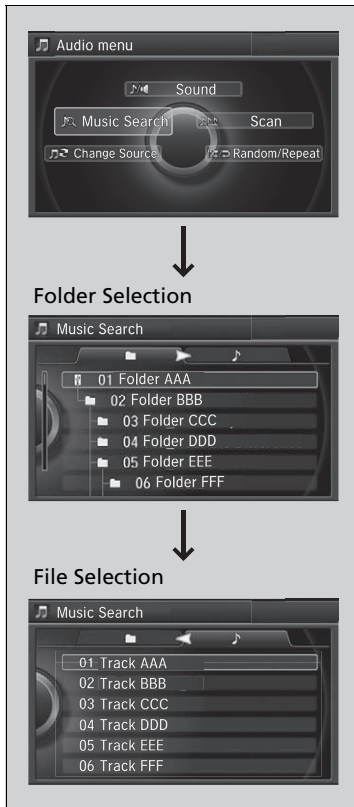 Audio menu
Sound
Music Search
Scan
Change Source
Random/Repeat
Folder Selection
Music Search
01 Folder AAA
02 Folder BBB
03 Folder CCC
04 Folder DDD
05 Folder EEE
06 Folder FFF
File Selection
Music Search
01 Track AAA
02 Track BBB
03 Track CCC
04 Track DDD
05 Track EEE
06 Track FFF